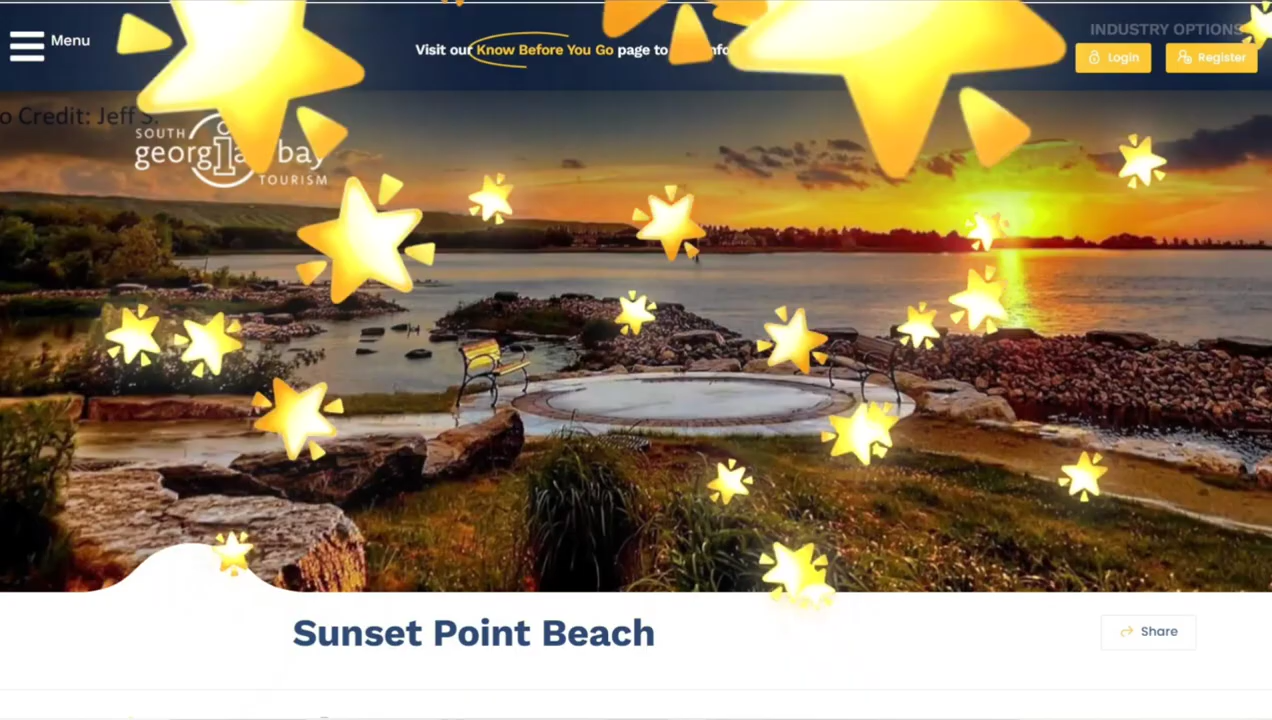 Menu
Visit our Know Before You Go page to
INDUSTRY OPTIONS
Login
Register
o Credit: Jeff S.
SOUTH
georgia bay
TOURISM
Sunset Point Beach
Share